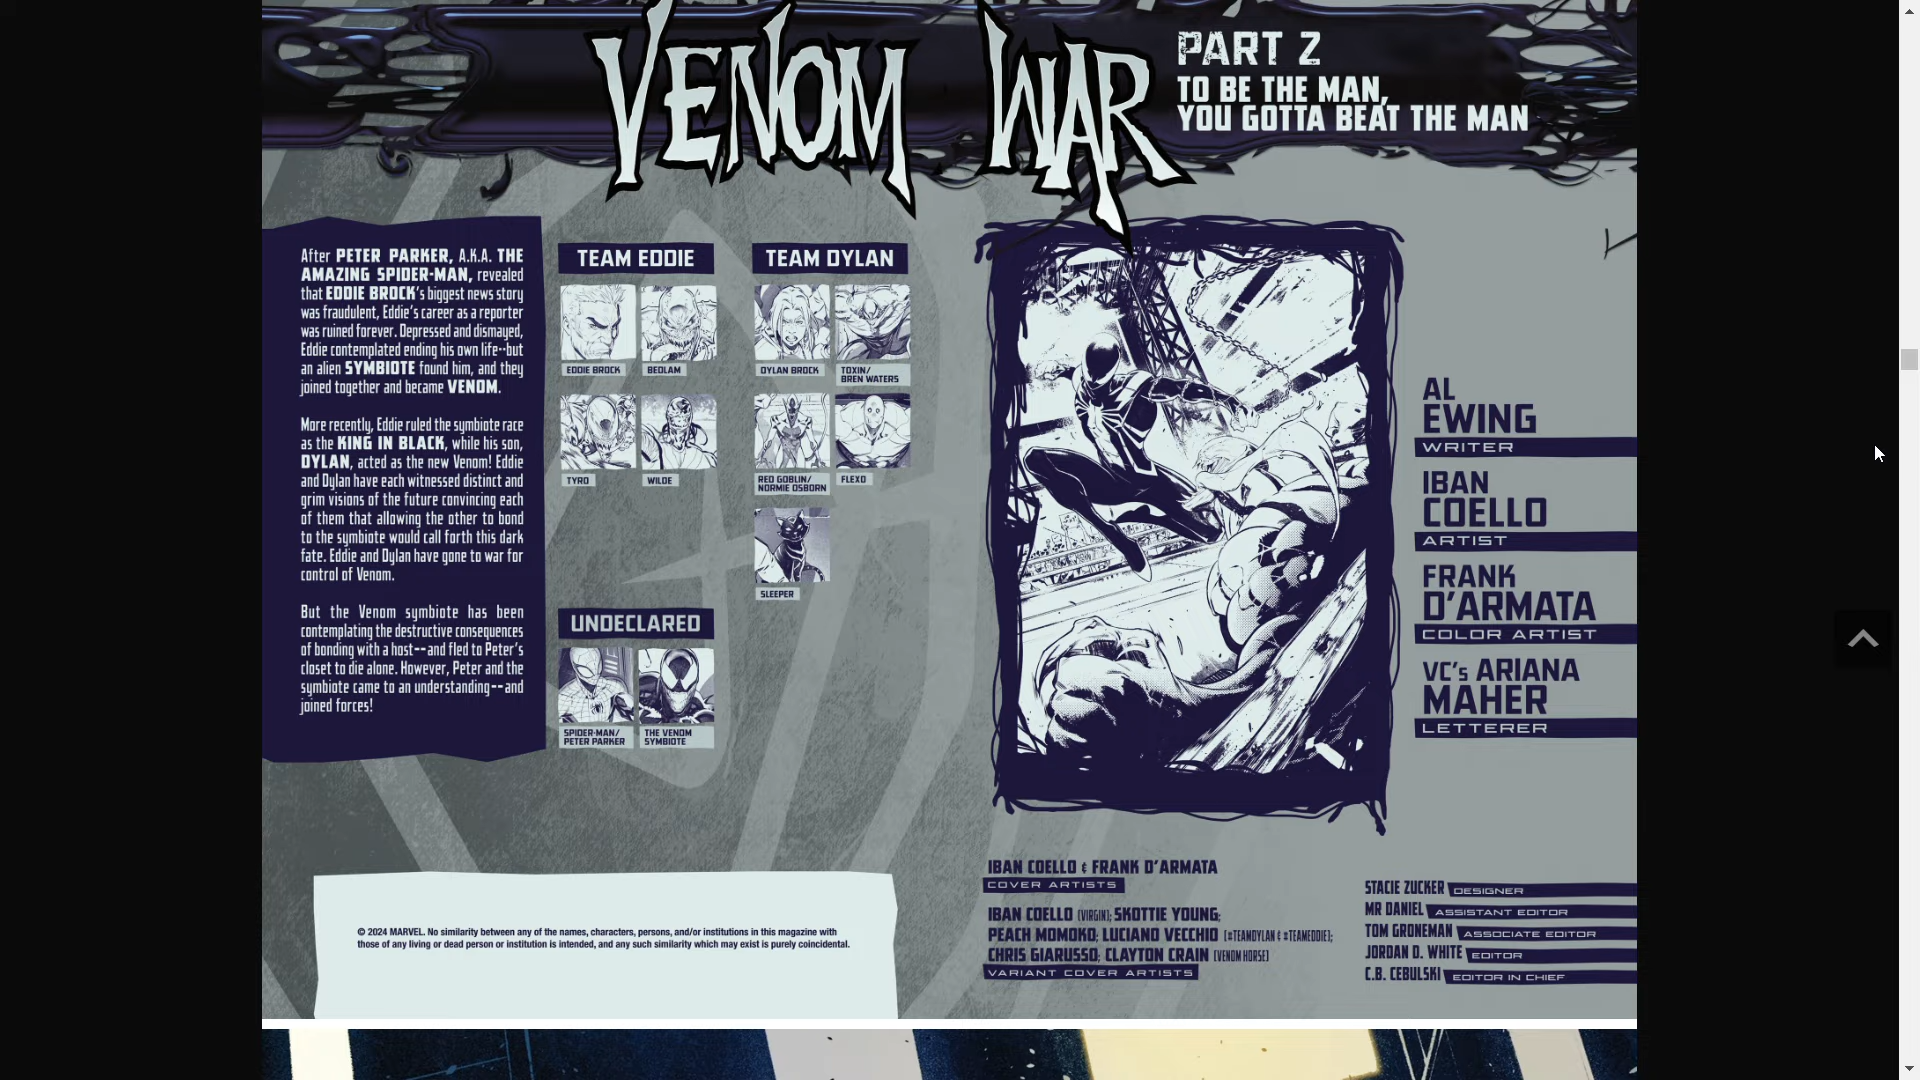 VENOM WAR
PART 2
TO BE THE MAN,
YOU GOTTA BEAT THE MAN
After PETER PARKER, A.K.A. THE
AMAZING SPIDER-MAN, revealed
that EDDIE BROCK's biggest news story
was fraudulent, Eddie's career as a reporter
was ruined forever. Depressed and dismayed,
Eddie contemplated ending his own life--but
an alien SYMBIOTE found him, and they
joined together and became VENOM.
More recently, Eddie ruled the symbiote race
as the KING IN BLACK, while his son,
DYLAN, acted as the new Venom! Eddie
and Dylan have each witnessed distinct and
grim visions of the future convincing each
of them that allowing the other to bond
to the symbiote would call forth this dark
fate. Eddie and Dylan have gone to war for
control of Venom.
But the Venom symbiote has been
contemplating the destructive consequences
of bonding with a host--and fled to Peter's
closet to die alone. However, Peter and the
symbiote came to an understanding--and
joined forces!
TEAM EDDIE
EDDIE BROCK
BEDLAM
TYRO
WILDE
TEAM DYLAN
DYLAN BROCK
TOXIN/
BREN WATERS
RED GOBLIN/
NORMIE OSBORN
FLEXO
SLEEPER
UNDECLARED
SPIDER-MAN/
PETER PARKER
THE VENOM
SYMBIOTE
AL
EWING
WRITER
IBAN
COELLO
ARTIST
FRANK
D'ARMATA
COLOR ARTIST
VC's ARIANA
MAHER
LETTERER
IBAN COELLO & FRANK D'ARMATA
COVER ARTISTS
IBAN COELLO [VIRGIN]; SKOTTIE YOUNG;
PEACH MOMOKO; LUCIANO VECCHIO [#TEAMDYLAN & #TEAMEDDIE];
CHRIS GIARUSSO; CLAYTON CRAIN [VENOM HORSE]
VARIANT COVER ARTISTS
STACIE ZUCKER DESIGNER
MR DANIEL ASSISTANT EDITOR
TOM GRONEMAN ASSOCIATE EDITOR
JORDAN D. WHITE EDITOR
C.B. CEBULSKI EDITOR IN CHIEF
© 2024 MARVEL. No similarity between any of the names, characters, persons, and/or institutions in this magazine with
those of any living or dead person or institution is intended, and any such similarity which may exist is purely coincidental.